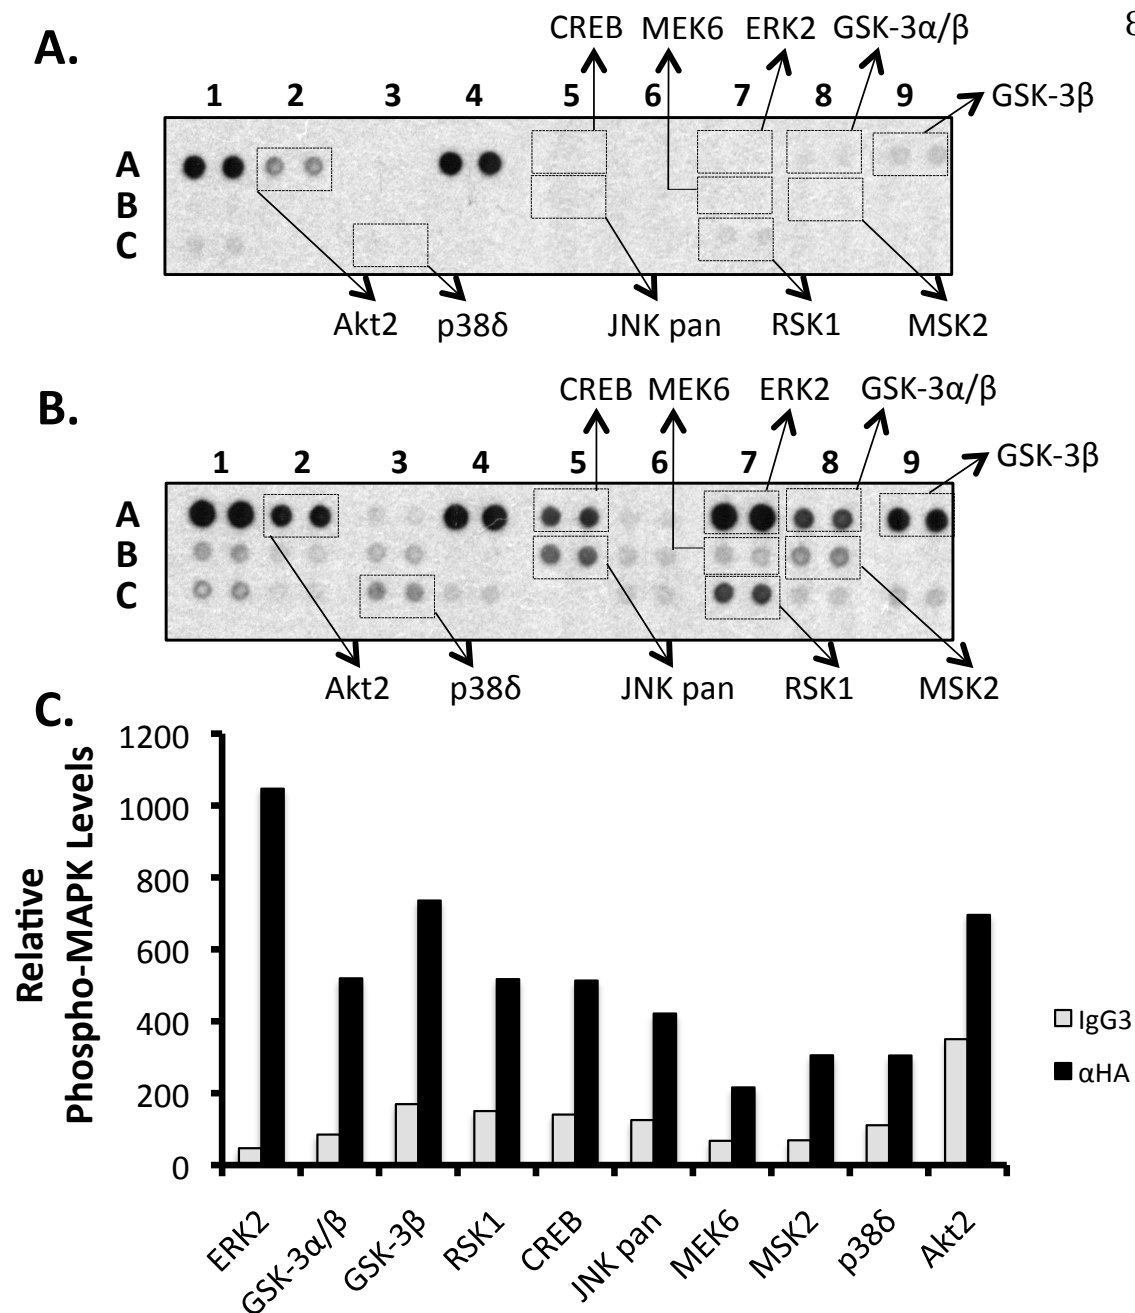 8
A.
CREB MEK6 ERK2 GSK-3α/β
1 2 3 4 5 6 7 8 9 GSK-3β
A
B
C
Akt2 p38δ JNK pan RSK1 MSK2
B.
CREB MEK6 ERK2 GSK-3α/β
1 2 3 4 5 6 7 8 9 GSK-3β
A
B
C
Akt2 p38δ JNK pan RSK1 MSK2
C.
Relative
Phospho-MAPK Levels
1200
1000
800
600
400
200
0
IgG3
αHA
ERK2 GSK-3α/β GSK-3β RSK1 CREB JNK pan MEK6 MSK2 p38δ Akt2